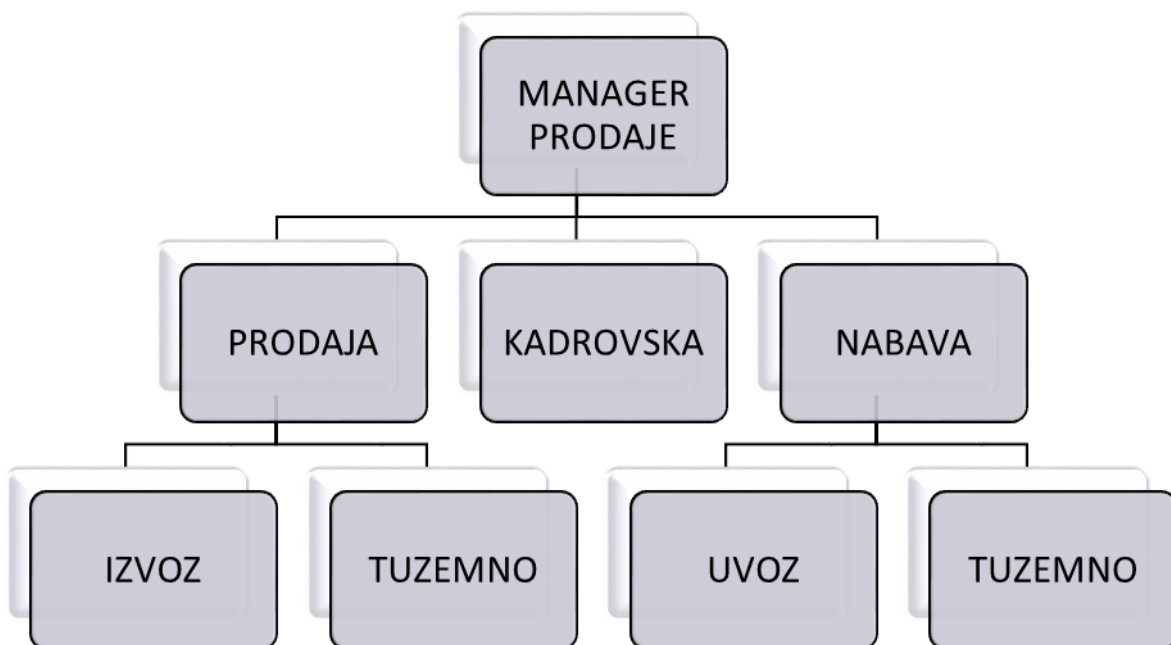 MANAGER
PRODAJE
PRODAJA
KADROVSKA
NABAVA
IZVOZ
TUZEMNO
UVOZ
TUZEMNO